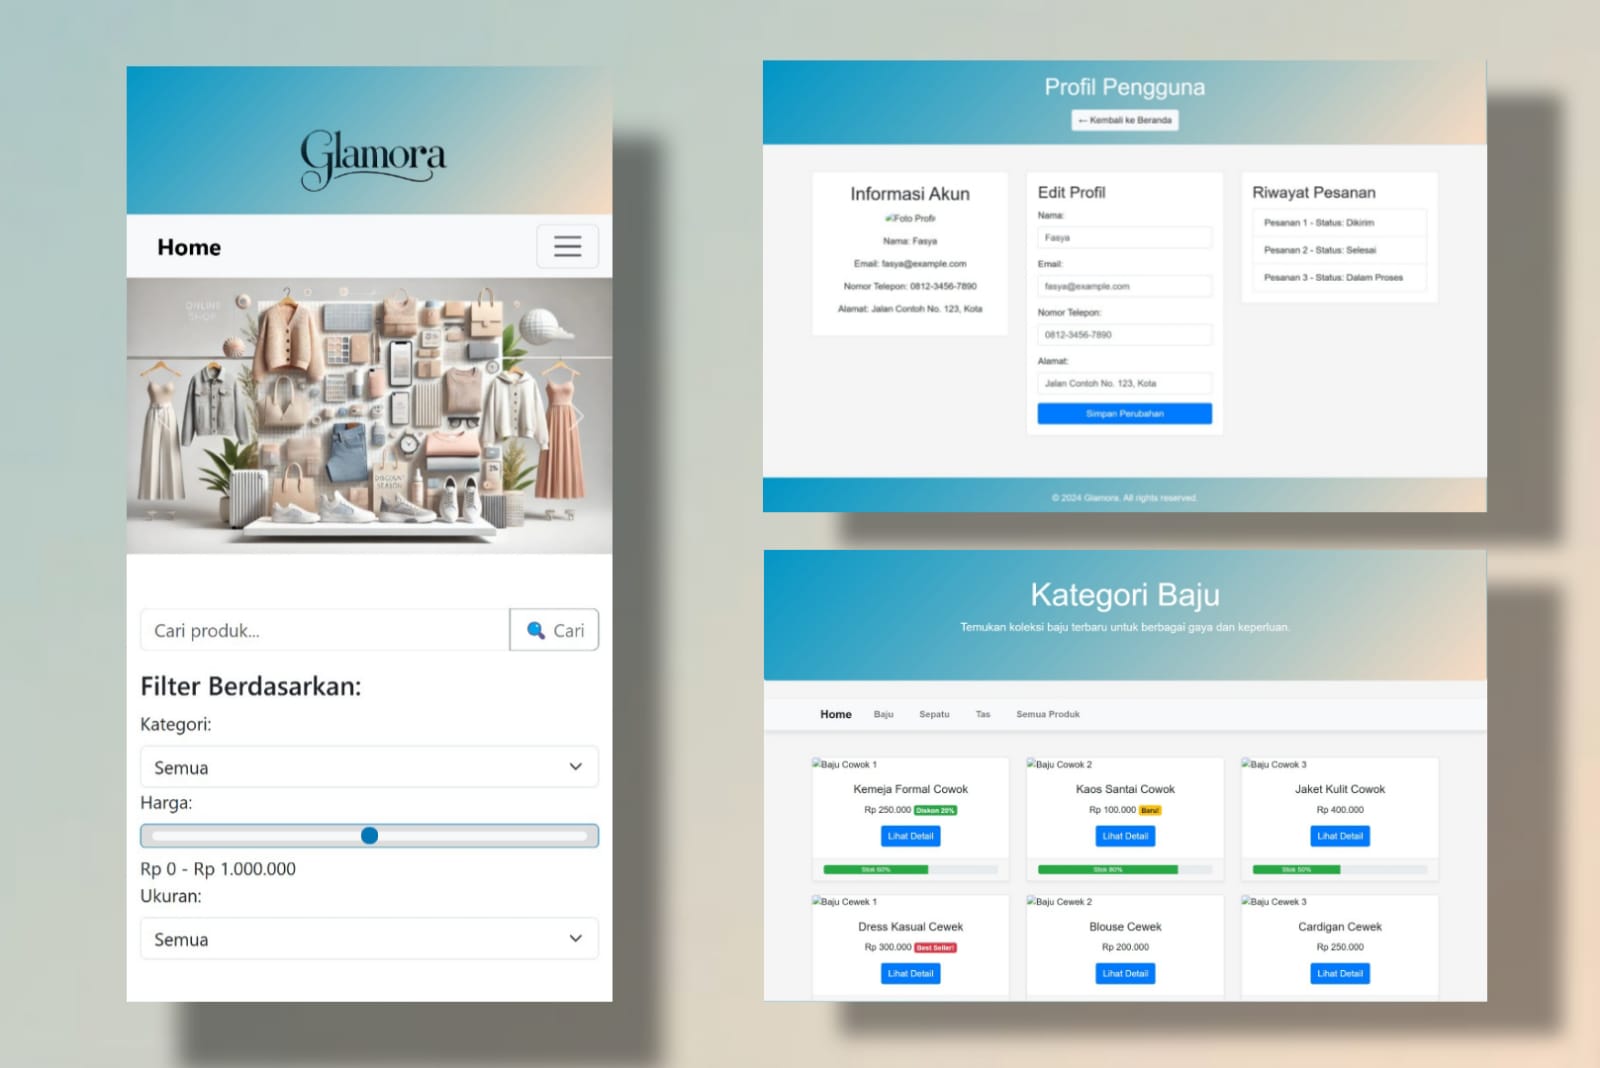 Glamora
Home
ONLINE
SHOP
DISCOUNT
SEASON
Cari produk...
🔍 Cari
Filter Berdasarkan:
Kategori:
Semua
Harga:
Rp 0 - Rp 1.000.000
Ukuran:
Semua
Profil Pengguna
← Kembali ke Beranda
Informasi Akun
Foto Profil
Nama: Fasya
Email: fasya@example.com
Nomor Telepon: 0812-3456-7890
Alamat: Jalan Contoh No. 123, Kota
Edit Profil
Nama:
Fasya
Email:
fasya@example.com
Nomor Telepon:
0812-3456-7890
Alamat:
Jalan Contoh No. 123, Kota
Simpan Perubahan
Riwayat Pesanan
Pesanan 1 - Status: Dikirim
Pesanan 2 - Status: Selesai
Pesanan 3 - Status: Dalam Proses
© 2024 Glamora. All rights reserved.
Kategori Baju
Temukan koleksi baju terbaru untuk berbagai gaya dan keperluan.
Home Baju Sepatu Tas Semua Produk
Baju Cowok 1
Kemeja Formal Cowok
Rp 250.000 Diskon 20%
Lihat Detail
Stok 60%
Baju Cowok 2
Kaos Santai Cowok
Rp 100.000 Baru!
Lihat Detail
Stok 80%
Baju Cowok 3
Jaket Kulit Cowok
Rp 400.000
Lihat Detail
Stok 50%
Baju Cewek 1
Dress Kasual Cewek
Rp 300.000 Best Seller!
Lihat Detail
Baju Cewek 2
Blouse Cewek
Rp 200.000
Lihat Detail
Baju Cewek 3
Cardigan Cewek
Rp 250.000
Lihat Detail